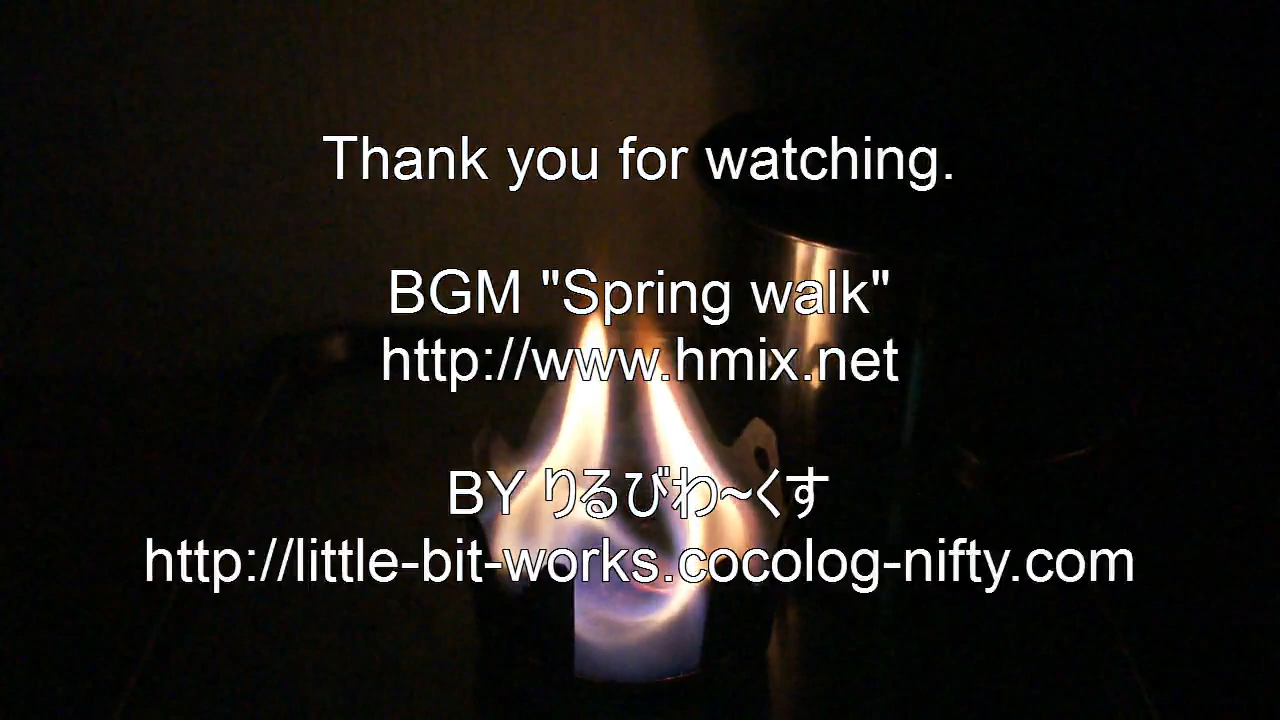 Thank you for watching.
BGM "Spring walk"
http://www.hmix.net
BY りるびわ~くす
http://little-bit-works.cocolog-nifty.com